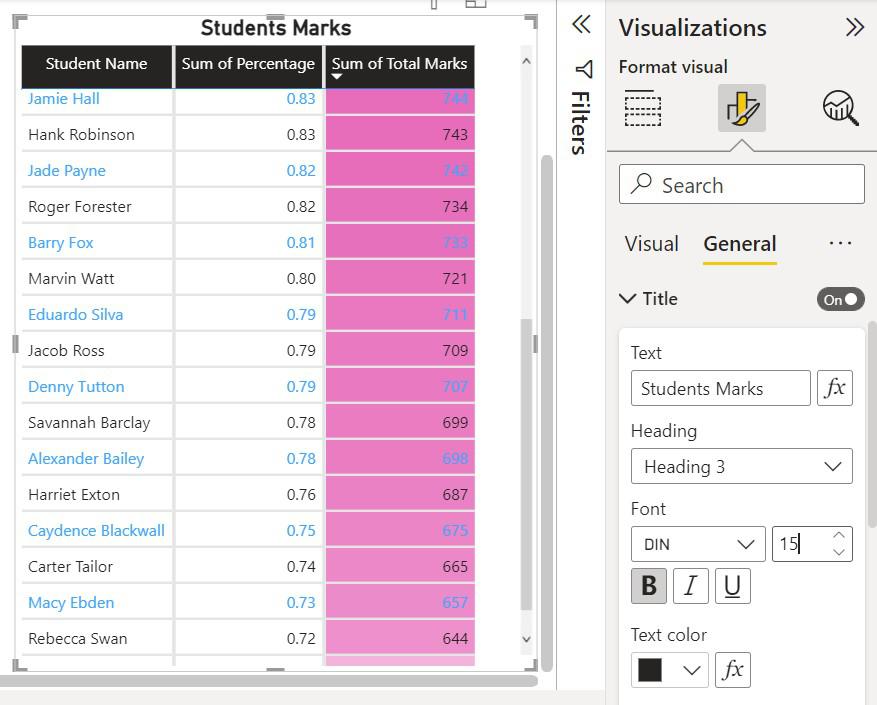 Students Marks
Student Name Sum of Percentage Sum of Total Marks
Jamie Hall 0.83 744
Hank Robinson 0.83 743
Jade Payne 0.82 742
Roger Forester 0.82 734
Barry Fox 0.81 733
Marvin Watt 0.80 721
Eduardo Silva 0.79 711
Jacob Ross 0.79 709
Denny Tutton 0.79 707
Savannah Barclay 0.78 699
Alexander Bailey 0.78 698
Harriet Exton 0.76 687
Caydence Blackwall 0.75 675
Carter Tailor 0.74 665
Macy Ebden 0.73 657
Rebecca Swan 0.72 644
Filters
Visualizations
Format visual
Search
Visual General ...
Title On
Text
Students Marks fx
Heading
Heading 3
Font
DIN 15
B I U
Text color
fx